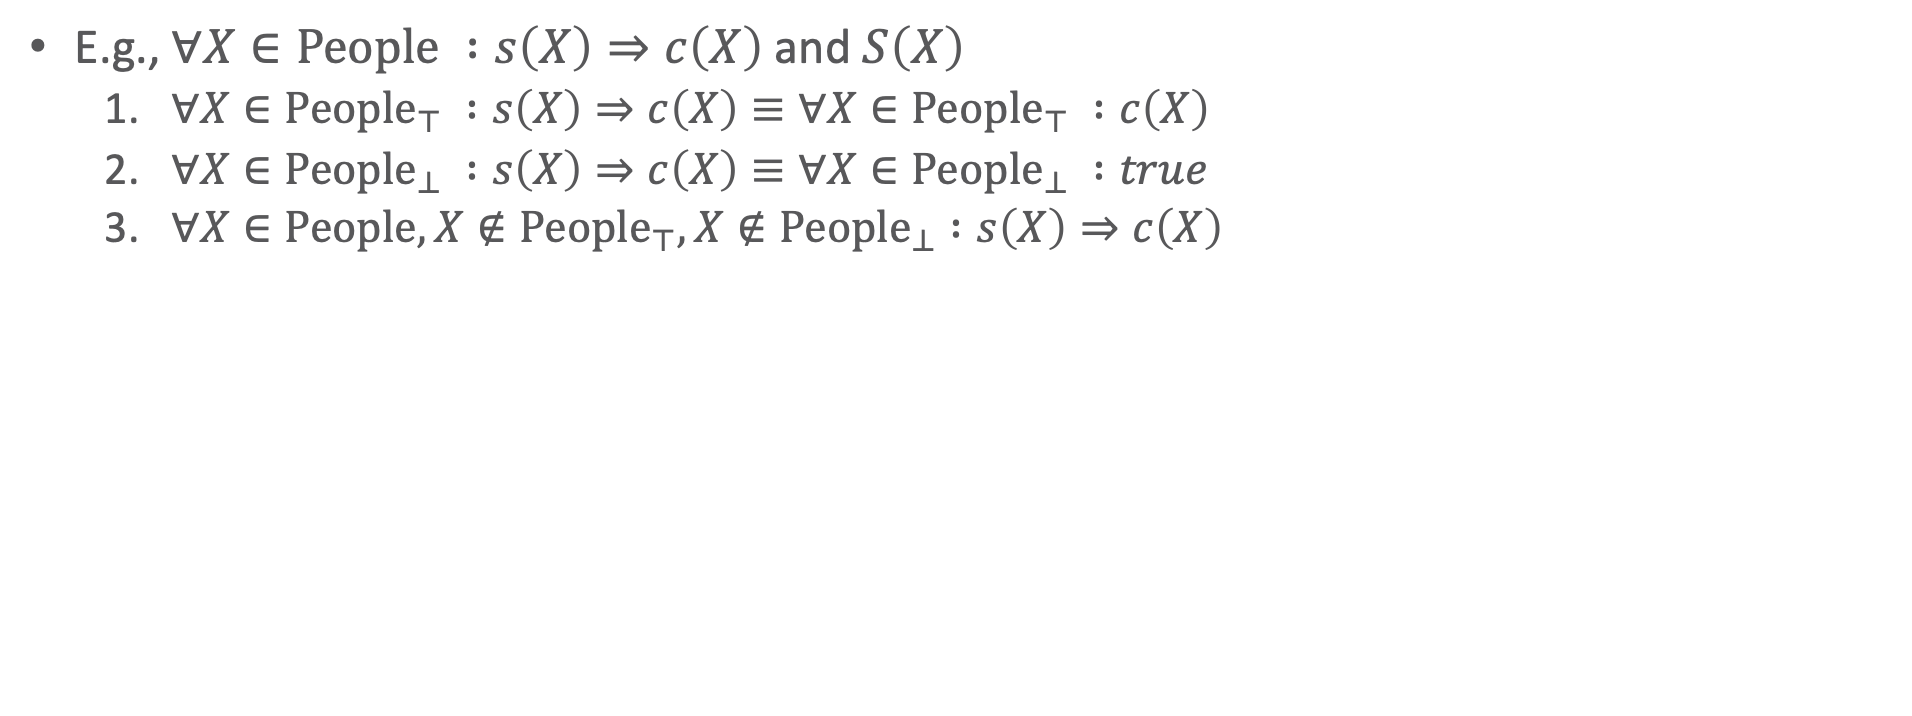 • E.g., ∀X ∈ People : s(X) ⇒ c(X) and S(X)
1. ∀X ∈ People⊤ : s(X) ⇒ c(X) ≡ ∀X ∈ People⊤ : c(X)
2. ∀X ∈ People⊥ : s(X) ⇒ c(X) ≡ ∀X ∈ People⊥ : true
3. ∀X ∈ People, X ∉ People⊤, X ∉ People⊥ : s(X) ⇒ c(X)